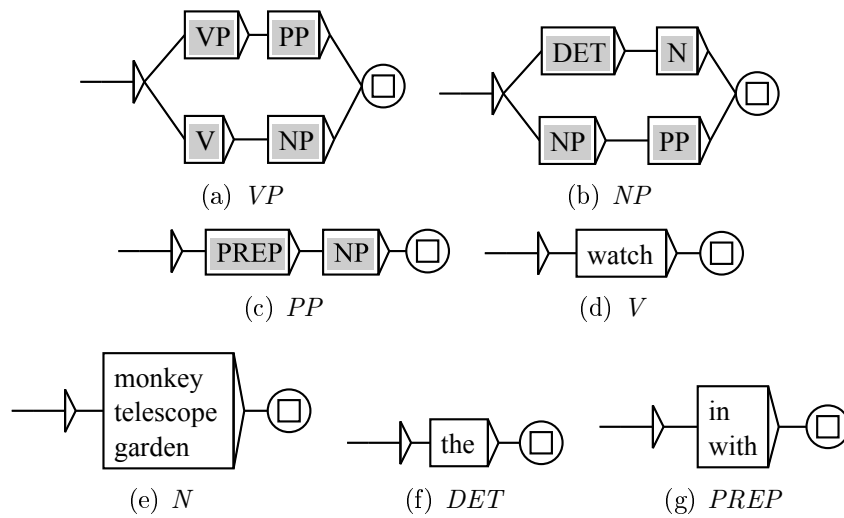 VP PP
V NP
(a) VP
DET N
NP PP
(b) NP
PREP NP
(c) PP
watch
(d) V
monkey
telescope
garden
(e) N
the
(f) DET
in
with
(g) PREP